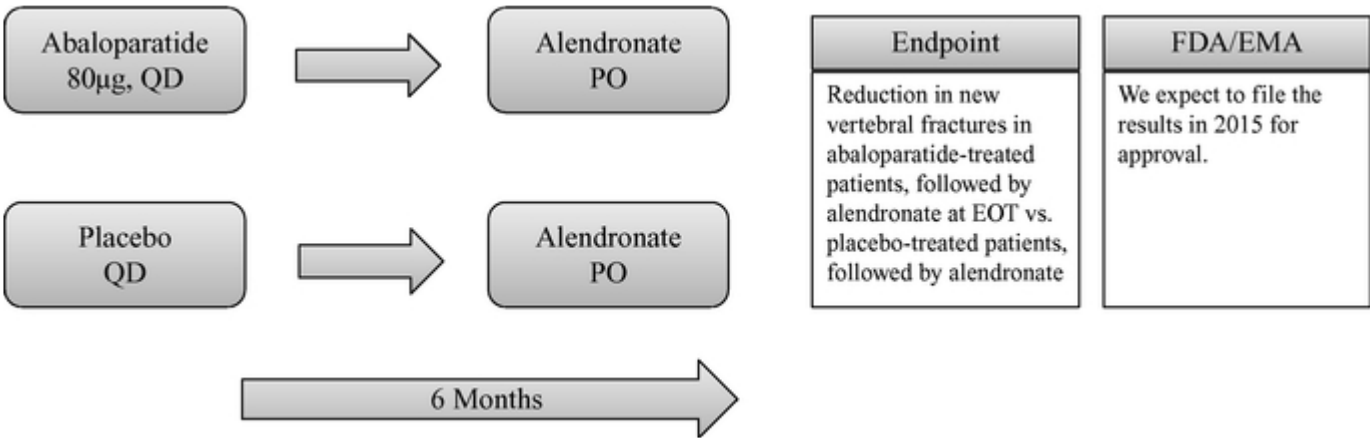 Abaloparatide
80μg, QD
Alendronate
PO
Placebo
QD
Alendronate
PO
6 Months
Endpoint
Reduction in new
vertebral fractures in
abaloparatide-treated
patients, followed by
alendronate at EOT vs.
placebo-treated patients,
followed by alendronate
FDA/EMA
We expect to file the
results in 2015 for
approval.